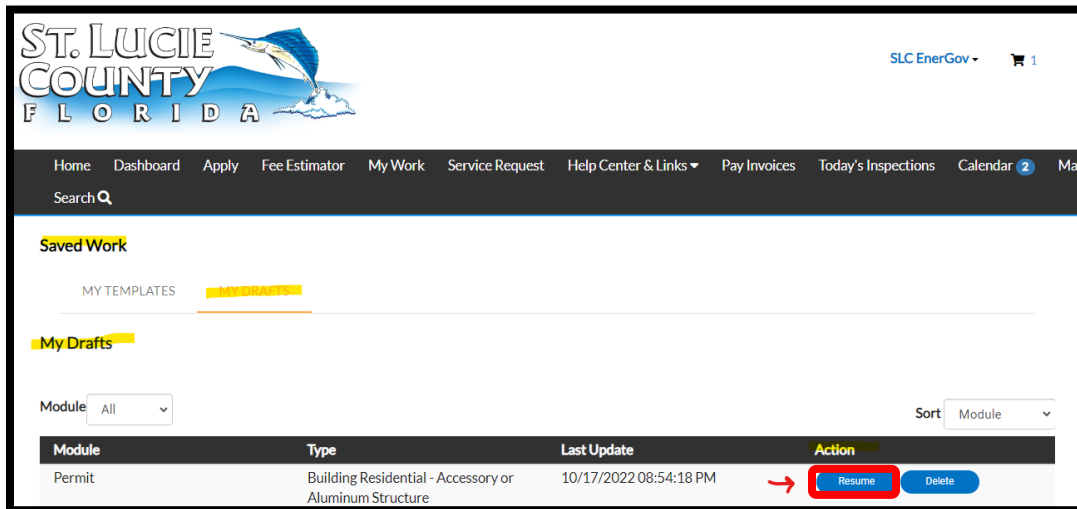 ST. LUCIE
COUNTY
FLORIDA
SLC EnerGov
1
Home Dashboard Apply Fee Estimator My Work Service Request Help Center & Links Pay Invoices Today's Inspections Calendar 2 Ma
Search
Saved Work
MY TEMPLATES MY DRAFTS
My Drafts
Module All Sort Module
Module Type Last Update Action
Permit Building Residential - Accessory or 10/17/2022 08:54:18 PM Resume Delete
Aluminum Structure